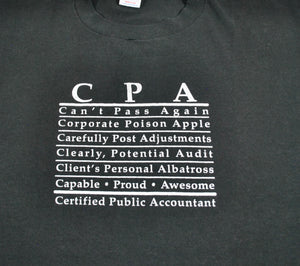 C P A
Can't Pass Again
Corporate Poison Apple
Carefully Post Adjustments
Clearly, Potential Audit
Client's Personal Albatross
Capable • Proud • Awesome
Certified Public Accountant